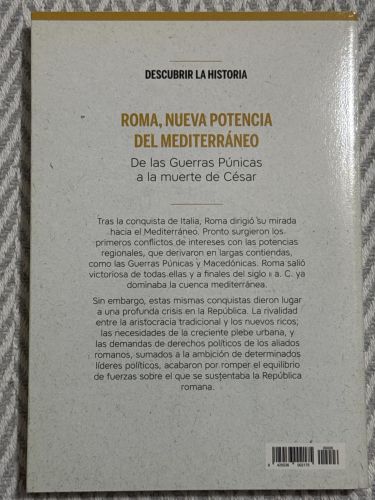 DESCUBRIR LA HISTORIA
ROMA, NUEVA POTENCIA
DEL MEDITERRÁNEO
De las Guerras Púnicas
a la muerte de César
Tras la conquista de Italia, Roma dirigió su mirada
hacia el Mediterráneo. Pronto surgieron los
primeros conflictos de intereses con las potencias
regionales, que derivaron en largas contiendas,
como las Guerras Púnicas y Macedónicas. Roma salió
victoriosa de todas ellas y a finales del siglo II a. C. ya
dominaba la cuenca mediterránea.
Sin embargo, estas mismas conquistas dieron lugar
a una profunda crisis en la República. La rivalidad
entre la aristocracia tradicional y los nuevos ricos;
las necesidades de la creciente plebe urbana, y
las demandas de derechos políticos de los aliados
romanos, sumados a la ambición de determinados
líderes políticos, acabaron por romper el equilibrio
de fuerzas sobre el que se sustentaba la República
romana.